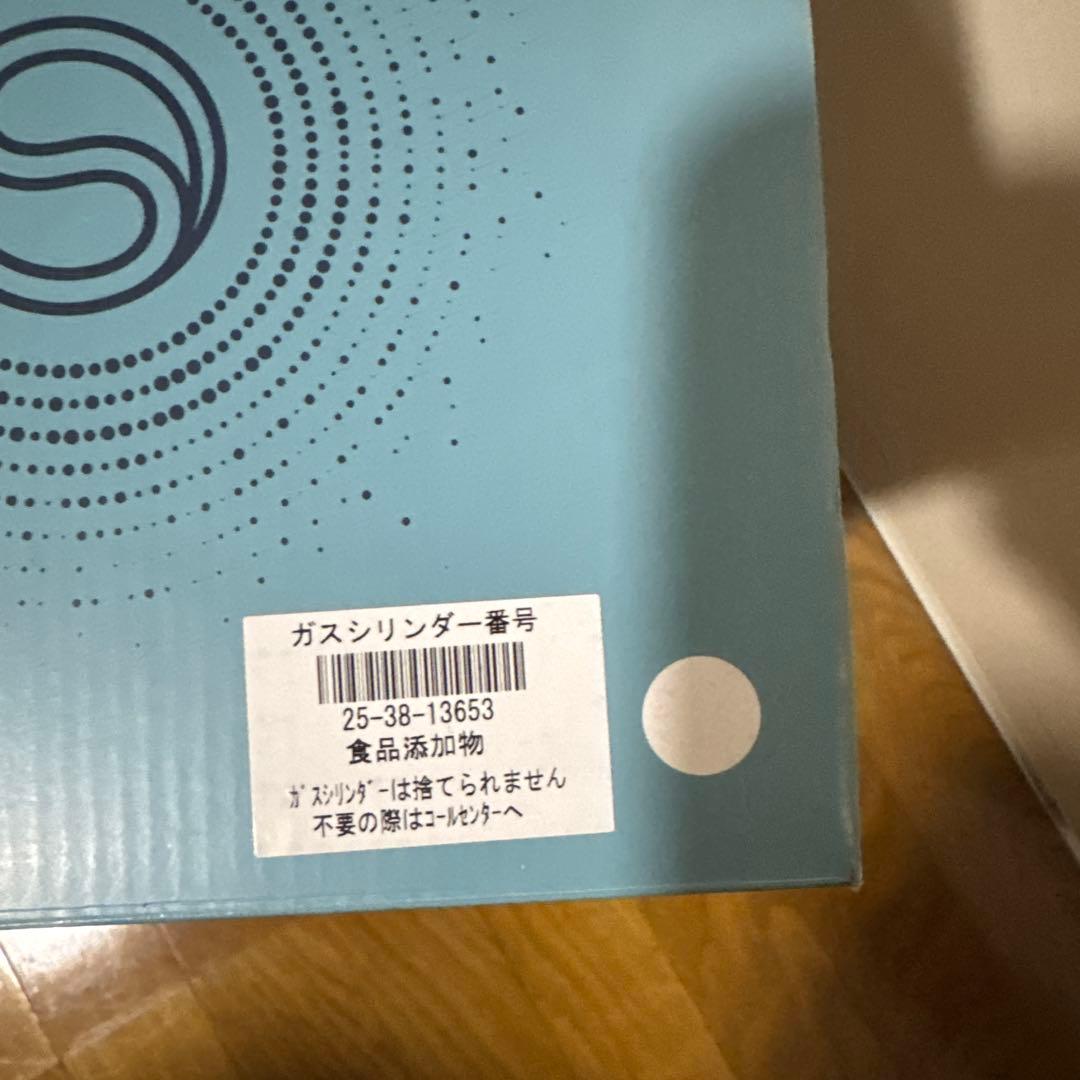 ガスシリンダー番号
25-38-13653
食品添加物
ｶﾞｽｼﾘﾝﾀﾞｰは捨てられません
不要の際はｺｰﾙｾﾝﾀｰへ